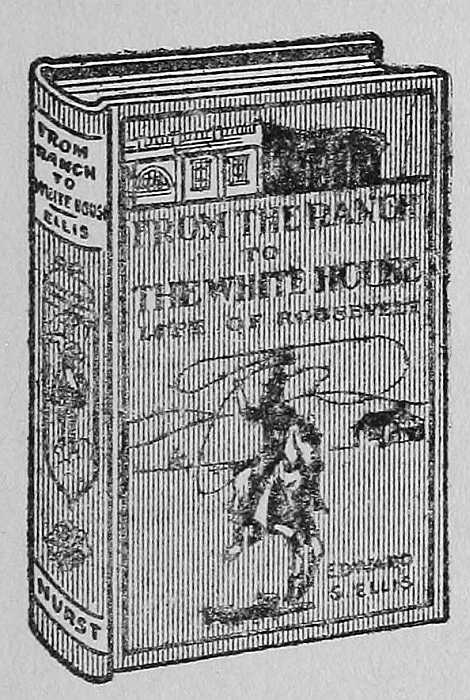 FROM
RANCH
TO
WHITE HOUSE
ELLIS
HURST
FROM THE RANCH
TO
THE WHITE HOUSE
LIFE OF ROOSEVELT
EDWARD
S. ELLIS